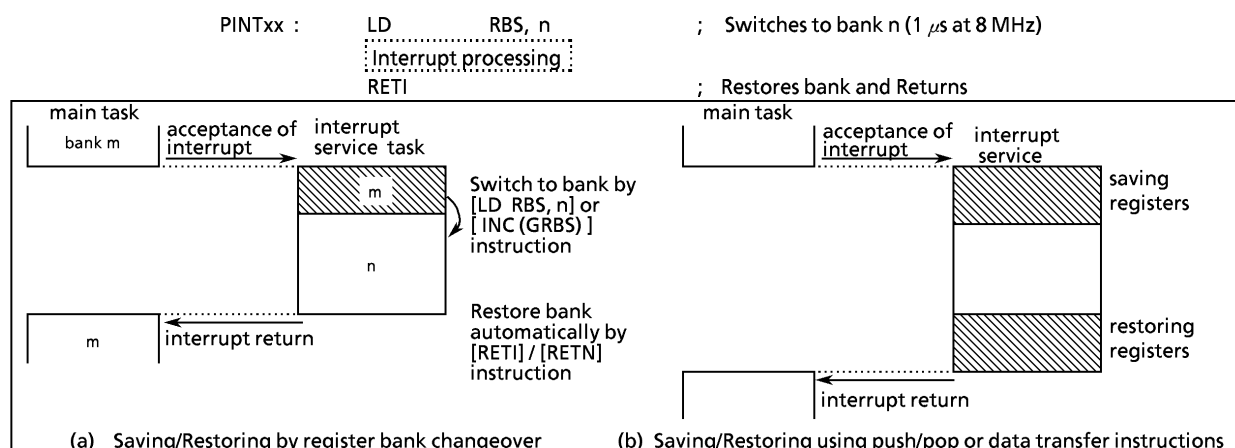 PINTxx : LD RBS, n ; Switches to bank n (1 μs at 8 MHz)
Interrupt processing
RETI ; Restores bank and Returns
main task
bank m
acceptance of
interrupt
interrupt
service task
m
n
Switch to bank by
[LD RBS, n] or
[ INC (GRBS) ]
instruction
Restore bank
automatically by
[RETI] / [RETN]
instruction
interrupt return
m
(a) Saving/Restoring by register bank changeover
main task
acceptance of
interrupt
interrupt
service
saving
registers
restoring
registers
interrupt return
(b) Saving/Restoring using push/pop or data transfer instructions